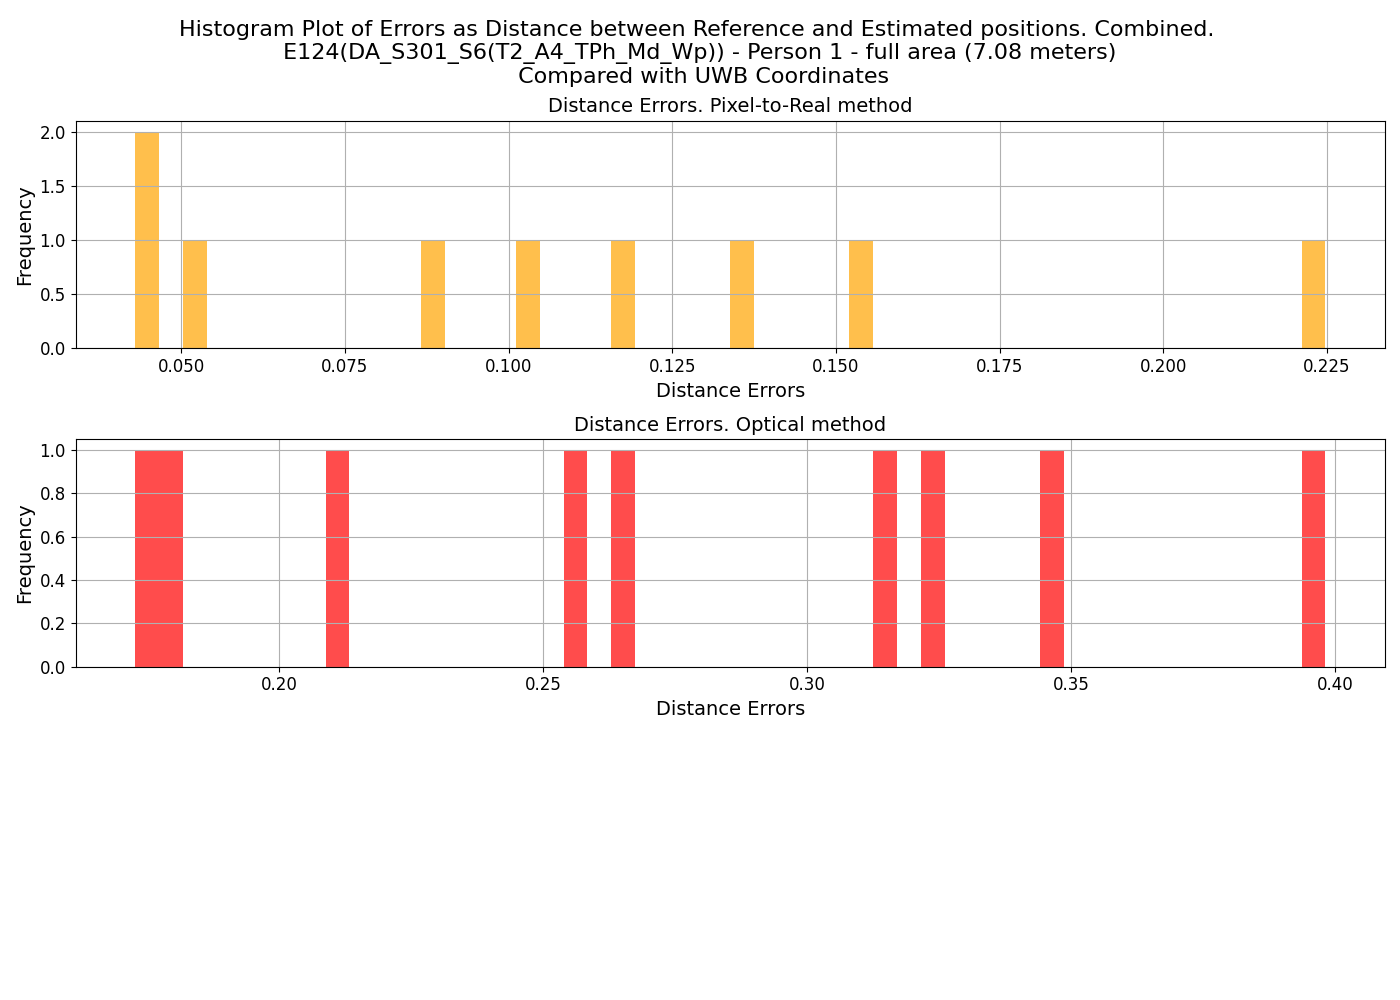 Histogram Plot of Errors as Distance between Reference and Estimated positions. Combined.
E124(DA_S301_S6(T2_A4_TPh_Md_Wp)) - Person 1 - full area (7.08 meters)
Compared with UWB Coordinates
Distance Errors. Pixel-to-Real method
2.0
1.5
1.0
0.5
0.0
Frequency
0.050 0.075 0.100 0.125 0.150 0.175 0.200 0.225
Distance Errors
Distance Errors. Optical method
1.0
0.8
0.6
0.4
0.2
0.0
Frequency
0.20 0.25 0.30 0.35 0.40
Distance Errors